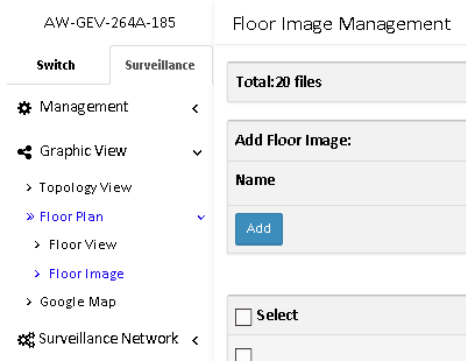 AW-GEV-264A-185
Floor Image Management
Switch
Surveillance
Management
Graphic View
Topology View
Floor Plan
Floor View
Floor Image
Google Map
Surveillance Network
Total:20 files
Add Floor Image:
Name
Add
Select